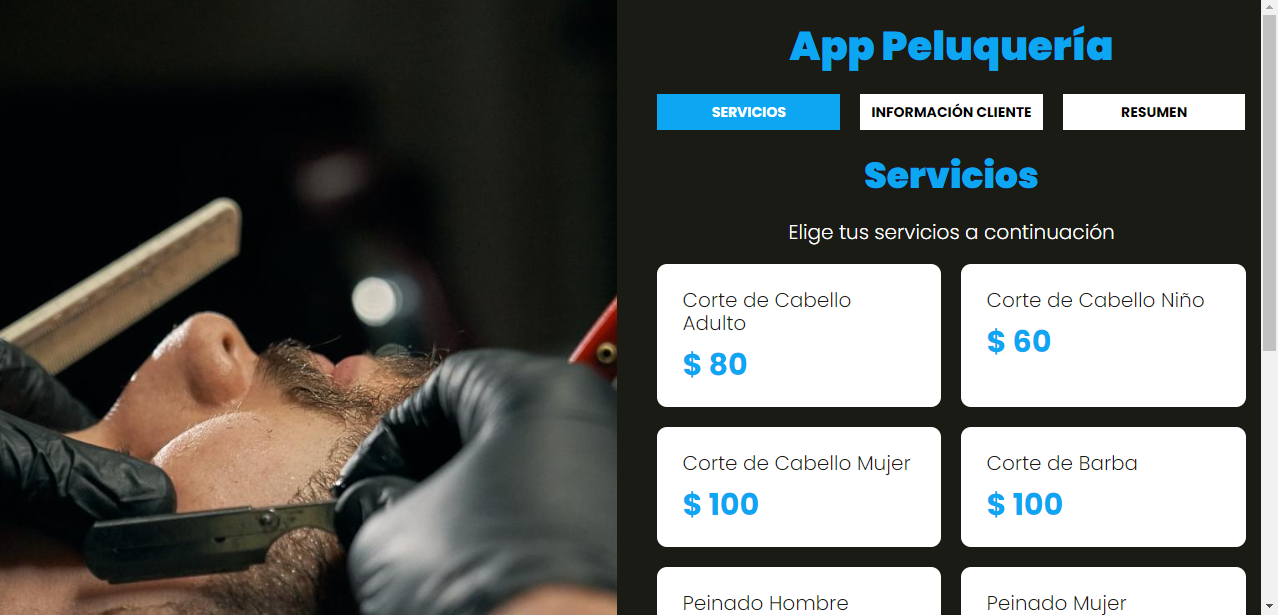 App Peluquería
SERVICIOS
INFORMACIÓN CLIENTE
RESUMEN
Servicios
Elige tus servicios a continuación
Corte de Cabello
Adulto
$ 80
Corte de Cabello Niño
$ 60
Corte de Cabello Mujer
$ 100
Corte de Barba
$ 100
Peinado Hombre
Peinado Mujer